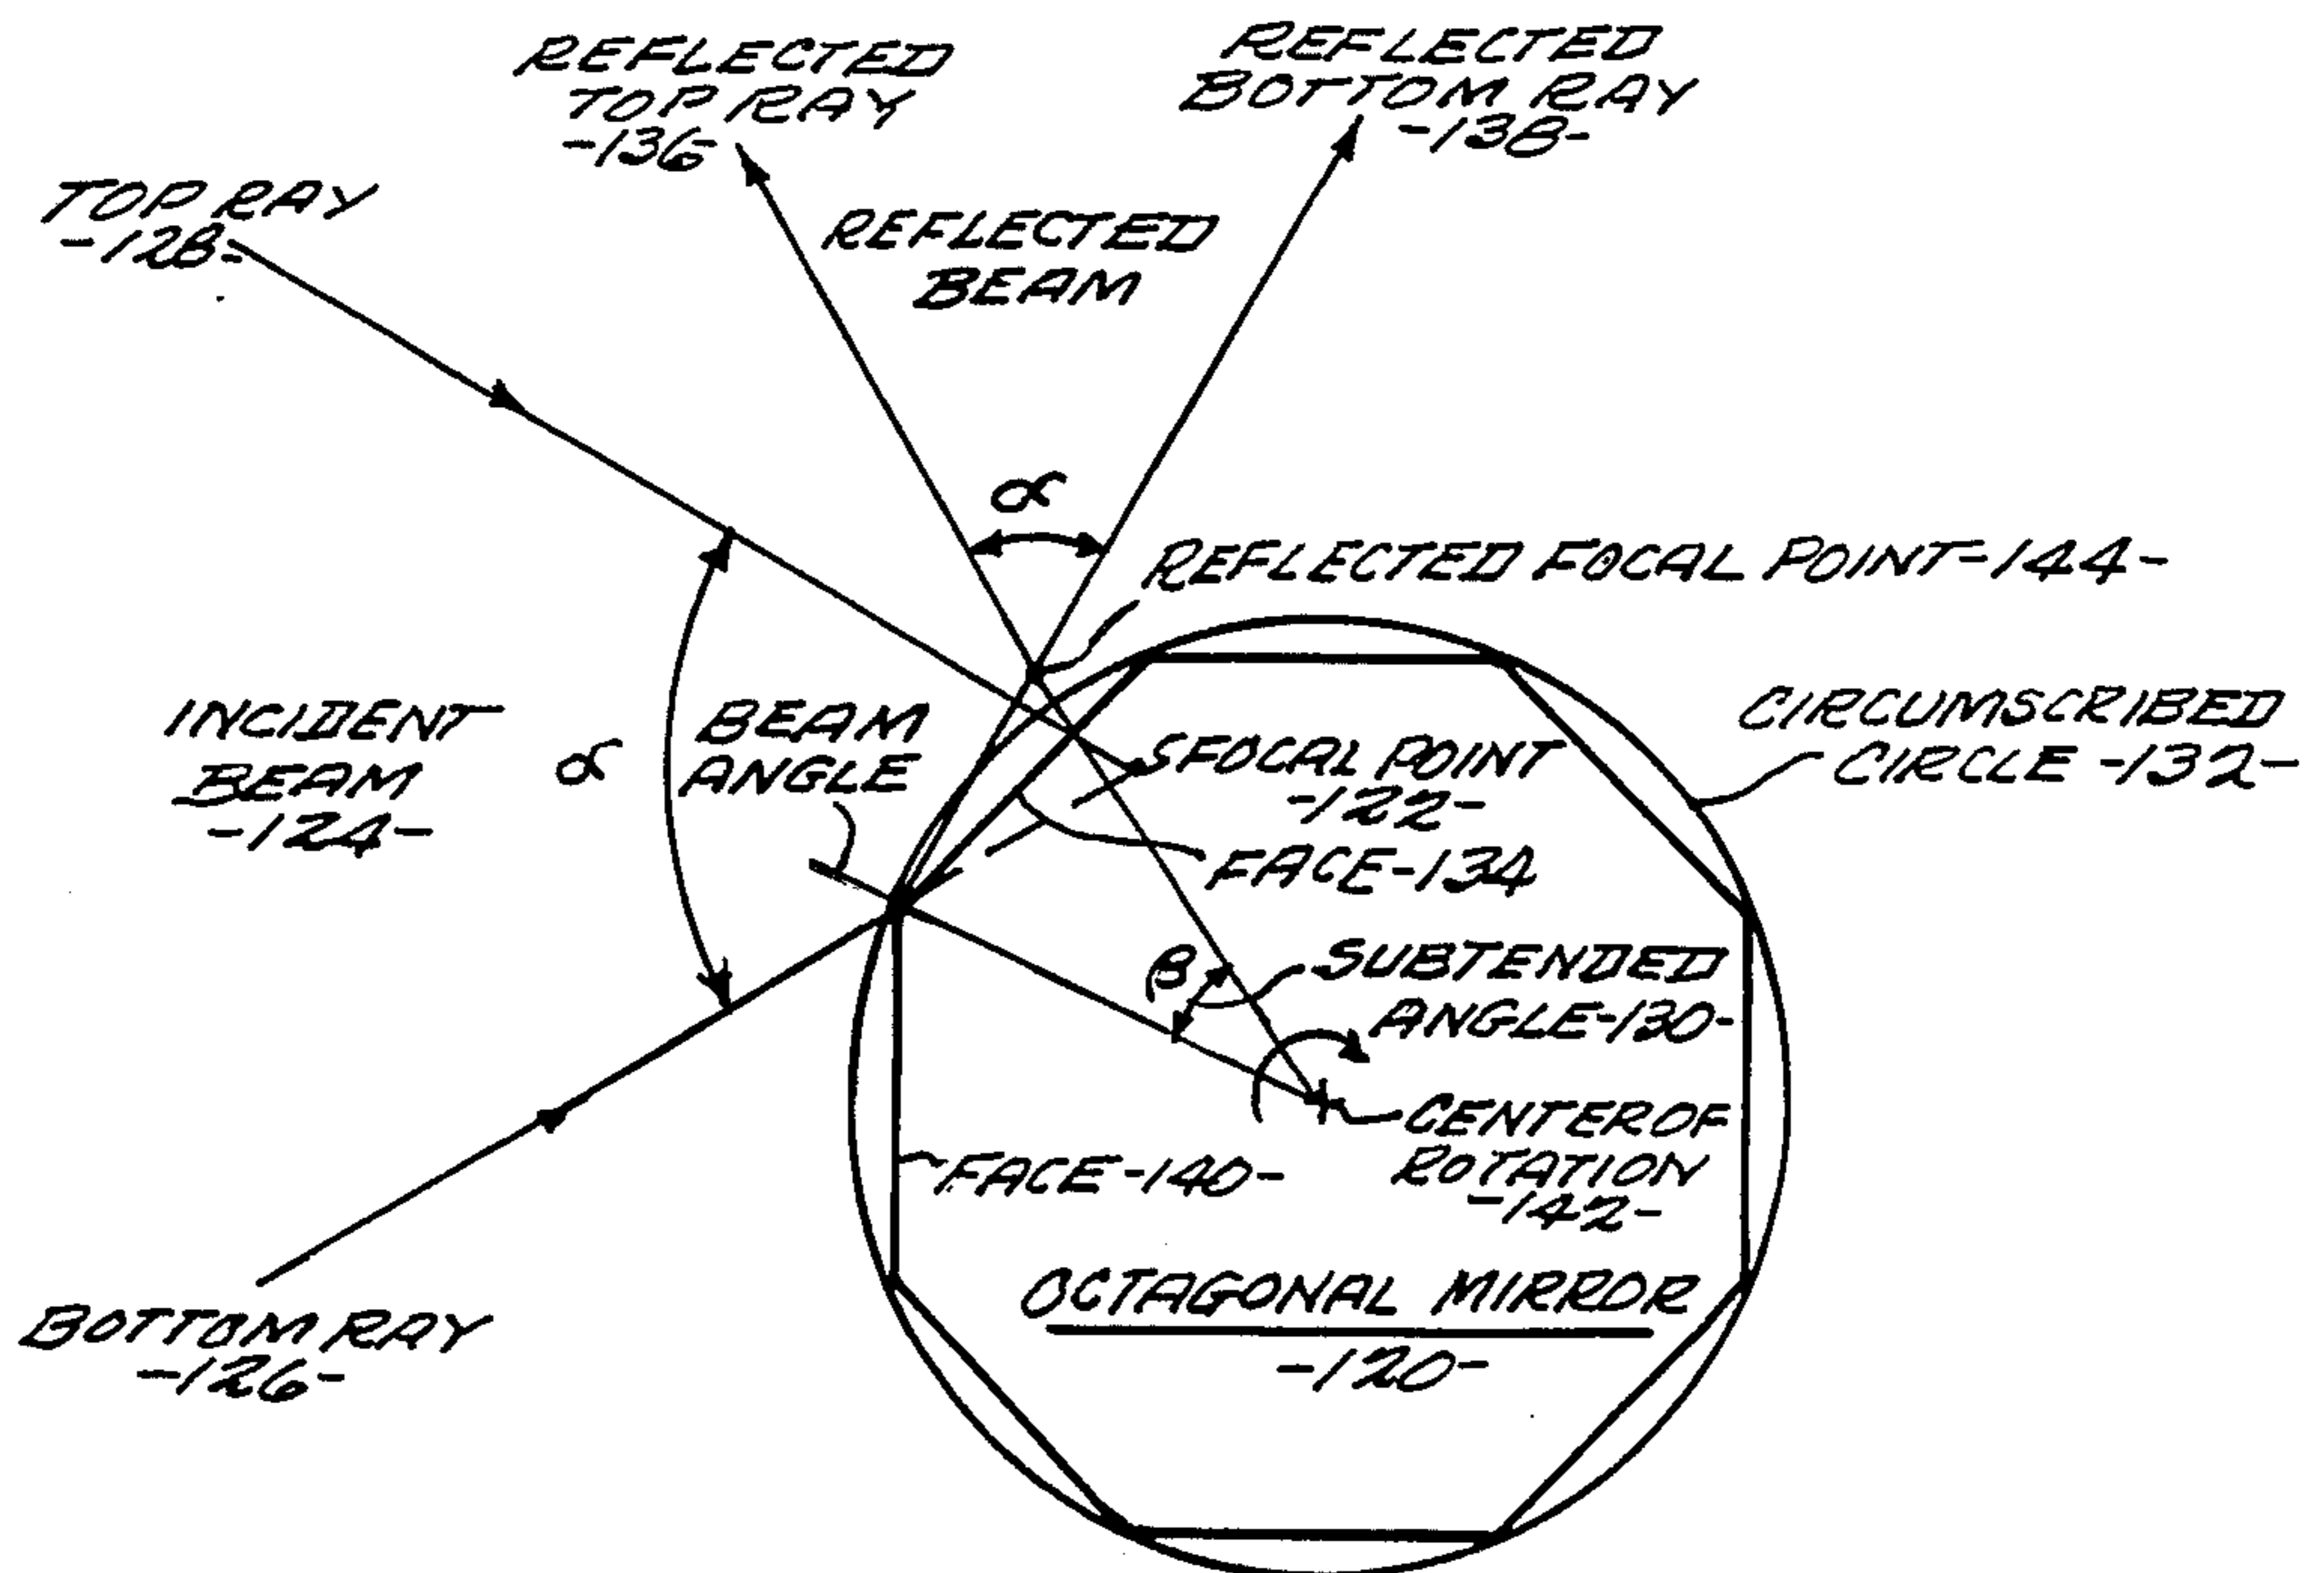 REFLECTED
TOP RAY
-136-
REFLECTED
BOTTOM RAY
-138-
TOP RAY
-128-
REFLECTED
BEAM
α
REFLECTED FOCAL POINT-144-
INCIDENT
BEAM
-124-
α
BEAM
ANGLE
FOCAL POINT
-122-
CIRCUMSCRIBED
CIRCLE -132-
FACE-134
β
SUBTENDED
ANGLE-130-
CENTER OF
ROTATION
-142-
FACE-140-
OCTAGONAL MIRROR
-120-
BOTTOM RAY
-126-